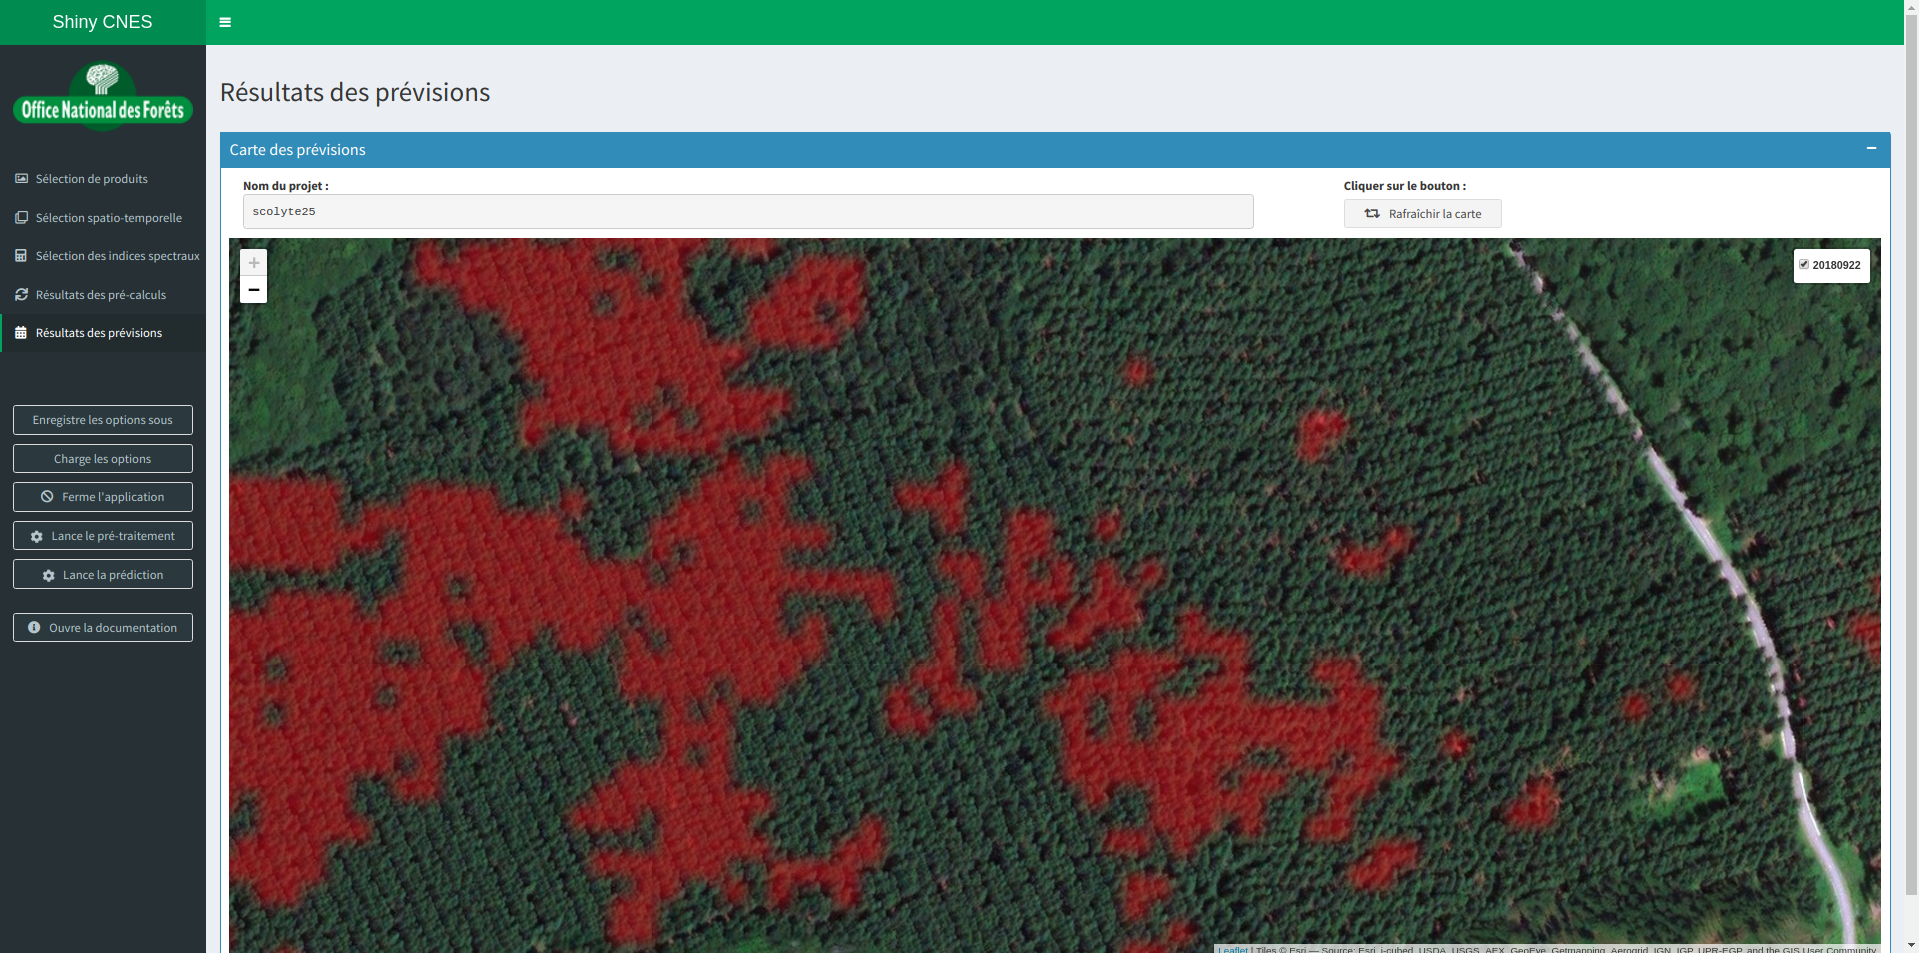 Shiny CNES
Office National des Forêts
Sélection de produits
Sélection spatio-temporelle
Sélection des indices spectraux
Résultats des pré-calculs
Résultats des prévisions
Enregistre les options sous
Charge les options
Ferme l'application
Lance le pré-traitement
Lance la prédiction
Ouvre la documentation
Résultats des prévisions
Carte des prévisions
Nom du projet :
scolyte25
Cliquer sur le bouton :
Rafraîchir la carte
+
−
20180922
Leaflet | Tiles © Esri — Source: Esri, i-cubed, USDA, USGS, AEX, GeoEye, Getmapping, Aerogrid, IGN, IGP, UPR-EGP, and the GIS User Community